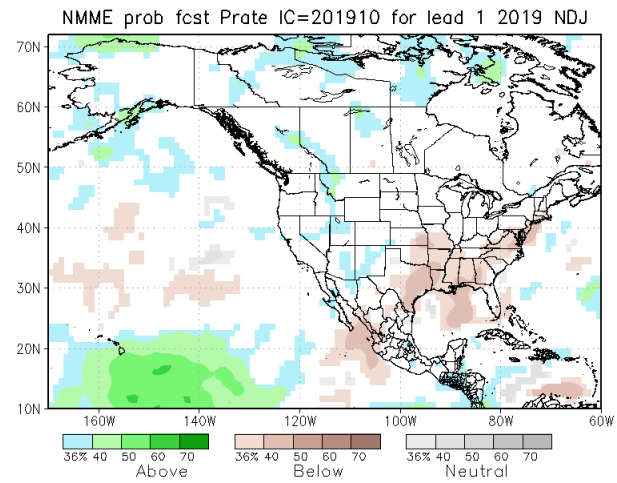 NMME prob fcst Prate IC=201910 for lead 1 2019 NDJ
70N
60N
50N
40N
30N
20N
10N
160W 140W 120W 100W 80W 60W
36% 40 50 60 70 36% 40 50 60 70 36% 40 50 60 70
Above Below Neutral